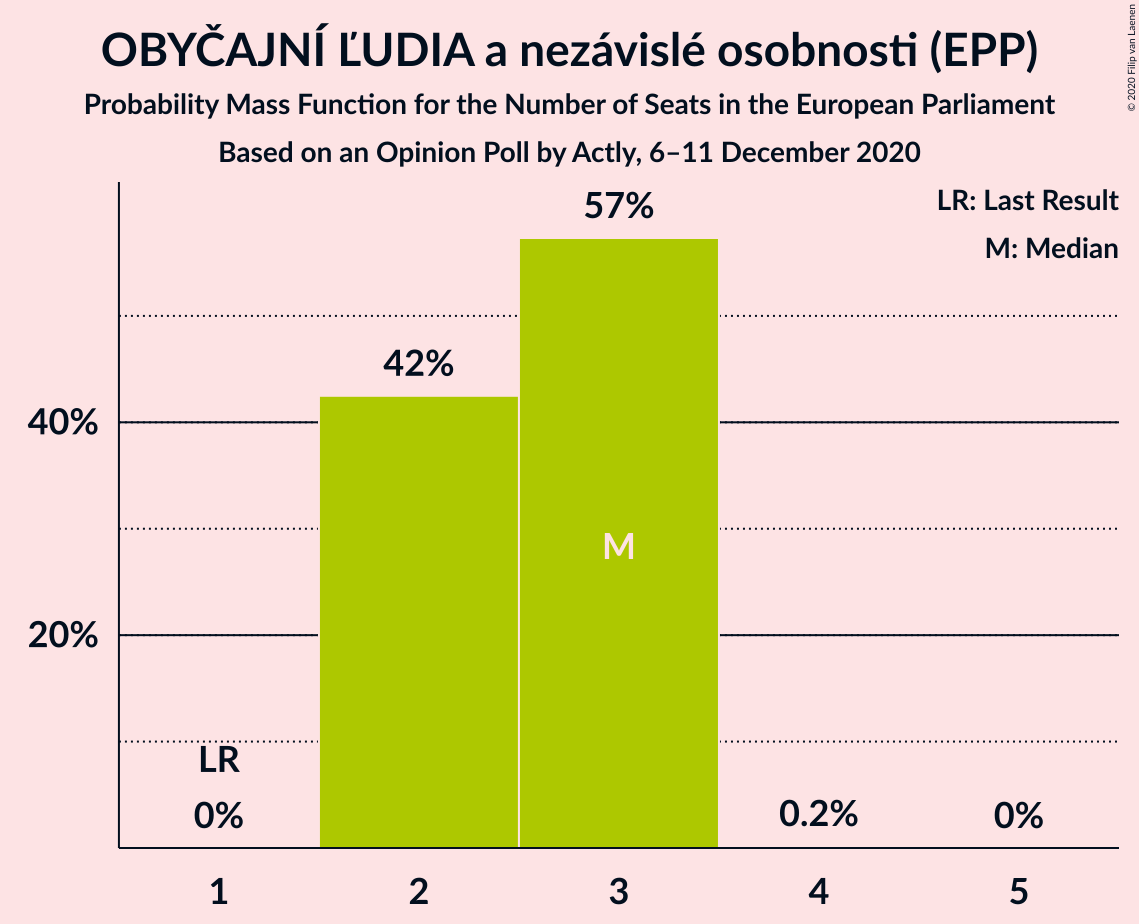 OBYČAJNÍ ĽUDIA a nezávislé osobnosti (EPP)
Probability Mass Function for the Number of Seats in the European Parliament
Based on an Opinion Poll by Actly, 6–11 December 2020
© 2020 Filip van Laenen
LR: Last Result
M: Median
57%
42%
40%
M
20%
LR
0%
0.2%
0%
1 2 3 4 5